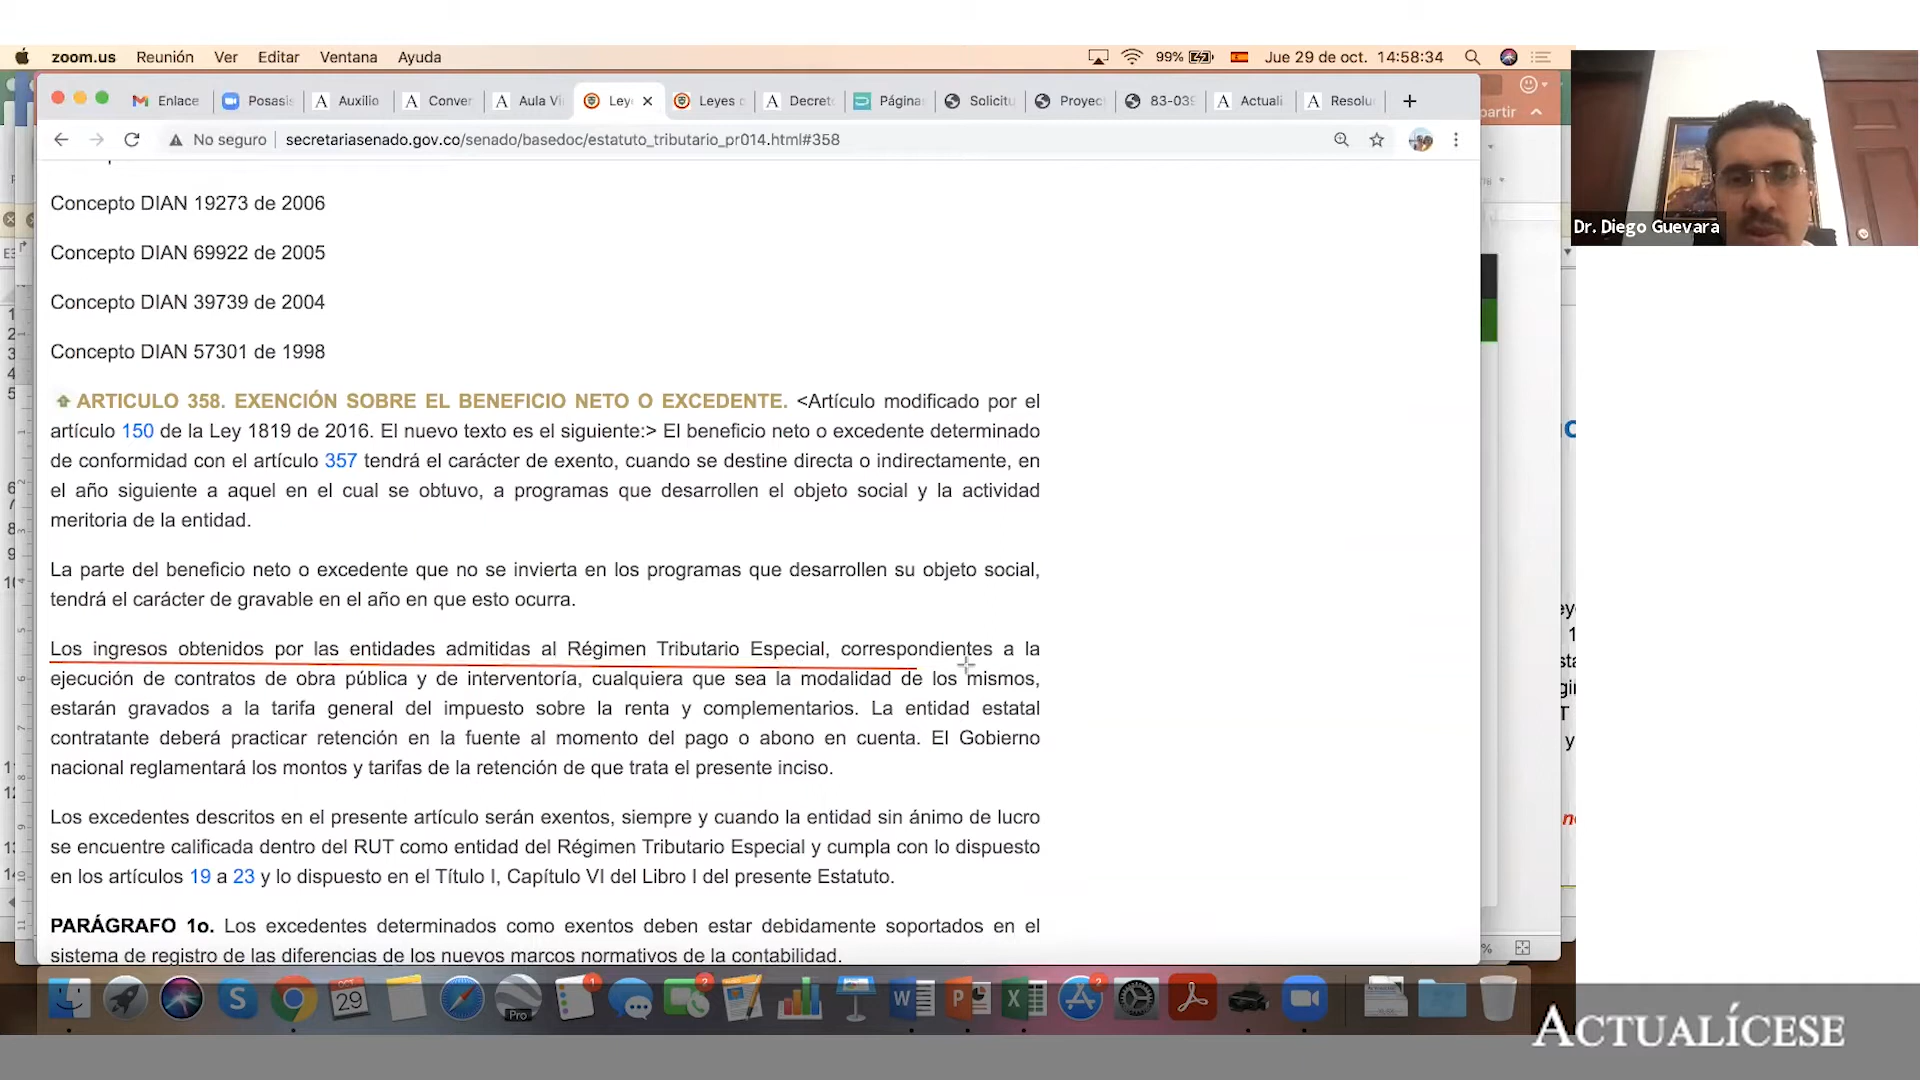 zoom.us Reunión Ver Editar Ventana Ayuda 99% Jue 29 de oct. 14:58:34
Enlace Posasi Auxilio Conver Aula Vi Ley Leyes Decret Página Solicitu Proyec 83-039 Actuali Resolu
No seguro secretariasenado.gov.co/senado/basedoc/estatuto_tributario_pr014.html#358
Concepto DIAN 19273 de 2006
Concepto DIAN 69922 de 2005
Concepto DIAN 39739 de 2004
Concepto DIAN 57301 de 1998
ARTICULO 358. EXENCIÓN SOBRE EL BENEFICIO NETO O EXCEDENTE. <Artículo modificado por el
artículo 150 de la Ley 1819 de 2016. El nuevo texto es el siguiente:> El beneficio neto o excedente determinado
de conformidad con el artículo 357 tendrá el carácter de exento, cuando se destine directa o indirectamente, en
el año siguiente a aquel en el cual se obtuvo, a programas que desarrollen el objeto social y la actividad
meritoria de la entidad.
La parte del beneficio neto o excedente que no se invierta en los programas que desarrollen su objeto social,
tendrá el carácter de gravable en el año en que esto ocurra.
Los ingresos obtenidos por las entidades admitidas al Régimen Tributario Especial, correspondientes a la
ejecución de contratos de obra pública y de interventoría, cualquiera que sea la modalidad de los mismos,
estarán gravados a la tarifa general del impuesto sobre la renta y complementarios. La entidad estatal
contratante deberá practicar retención en la fuente al momento del pago o abono en cuenta. El Gobierno
nacional reglamentará los montos y tarifas de la retención de que trata el presente inciso.
Los excedentes descritos en el presente artículo serán exentos, siempre y cuando la entidad sin ánimo de lucro
se encuentre calificada dentro del RUT como entidad del Régimen Tributario Especial y cumpla con lo dispuesto
en los artículos 19 a 23 y lo dispuesto en el Título I, Capítulo VI del Libro I del presente Estatuto.
PARÁGRAFO 1o. Los excedentes determinados como exentos deben estar debidamente soportados en el
sistema de registro de las diferencias de los nuevos marcos normativos de la contabilidad.
Dr. Diego Guevara
OCT 29
Pro
ACTUALÍCESE